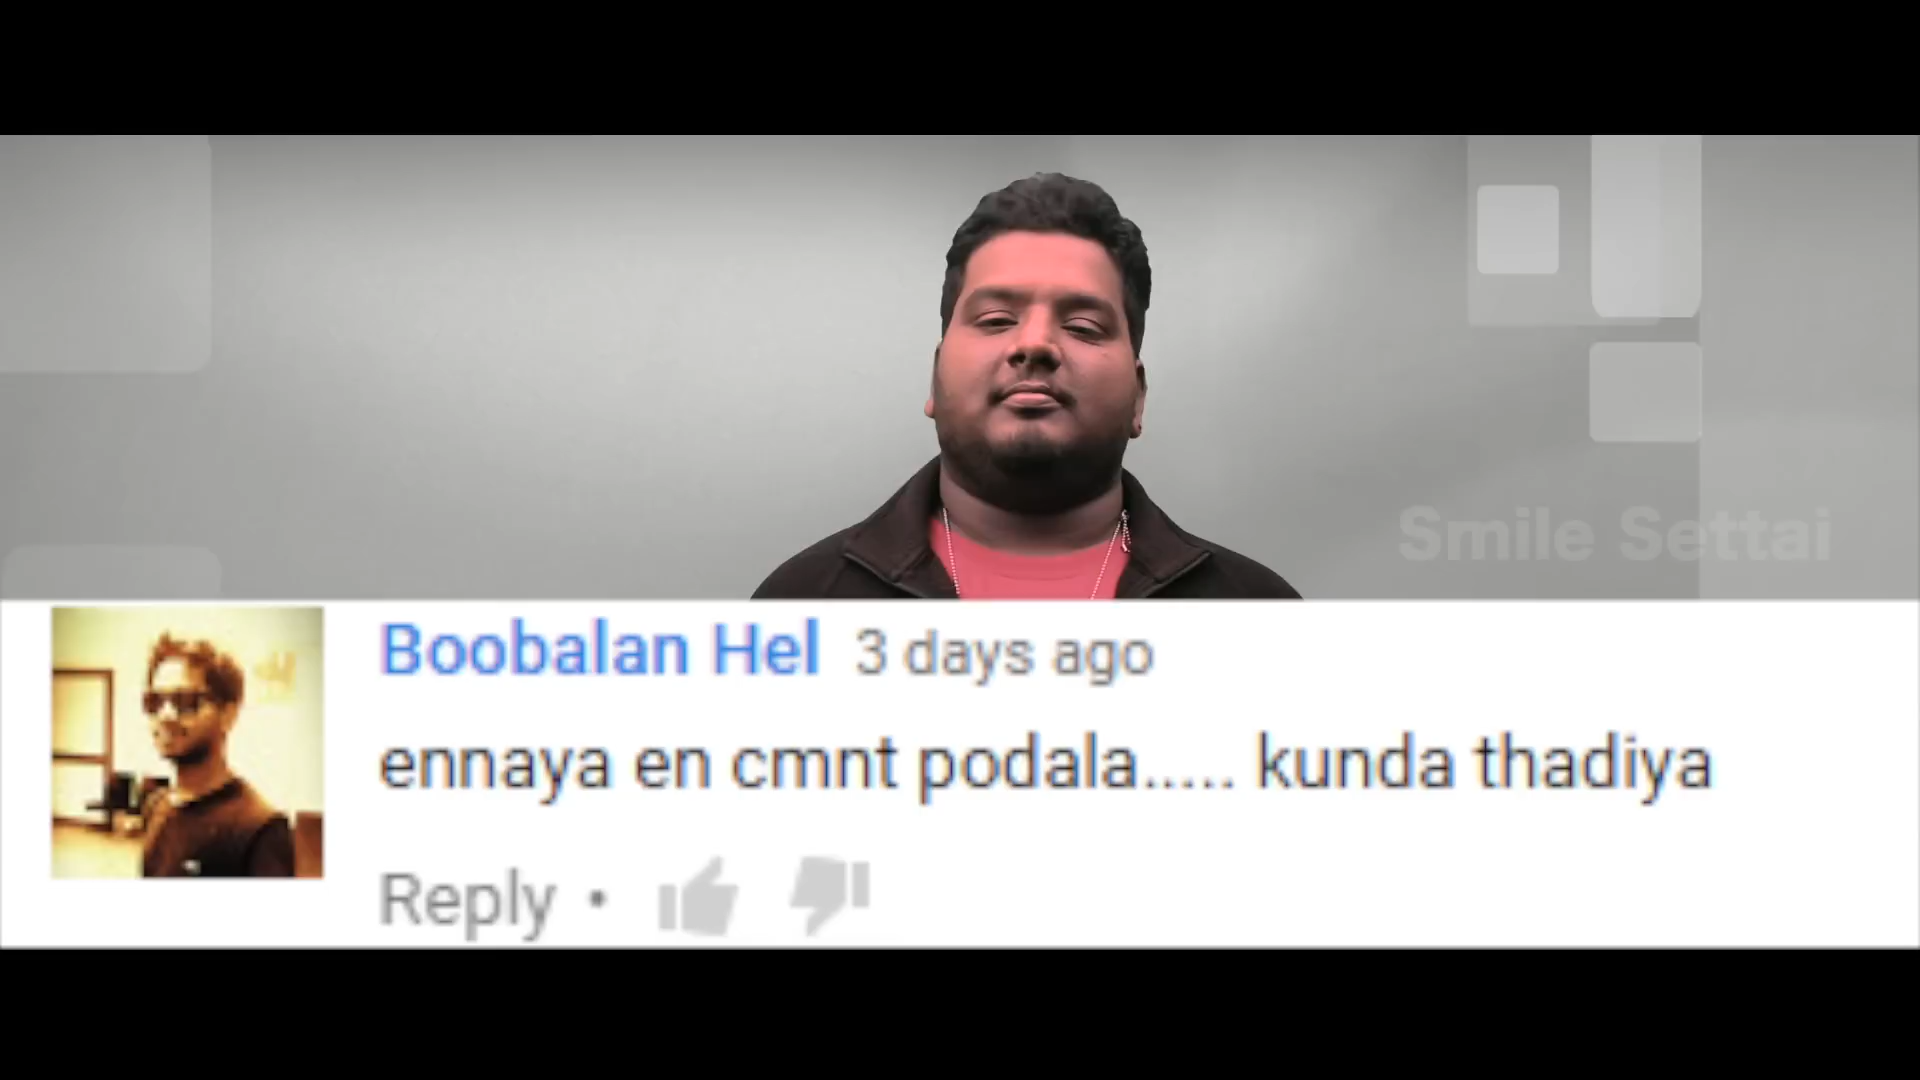 Smile Settai
Boobalan Hel 3 days ago
ennaya en cmnt podala..... kunda thadiya
Reply •